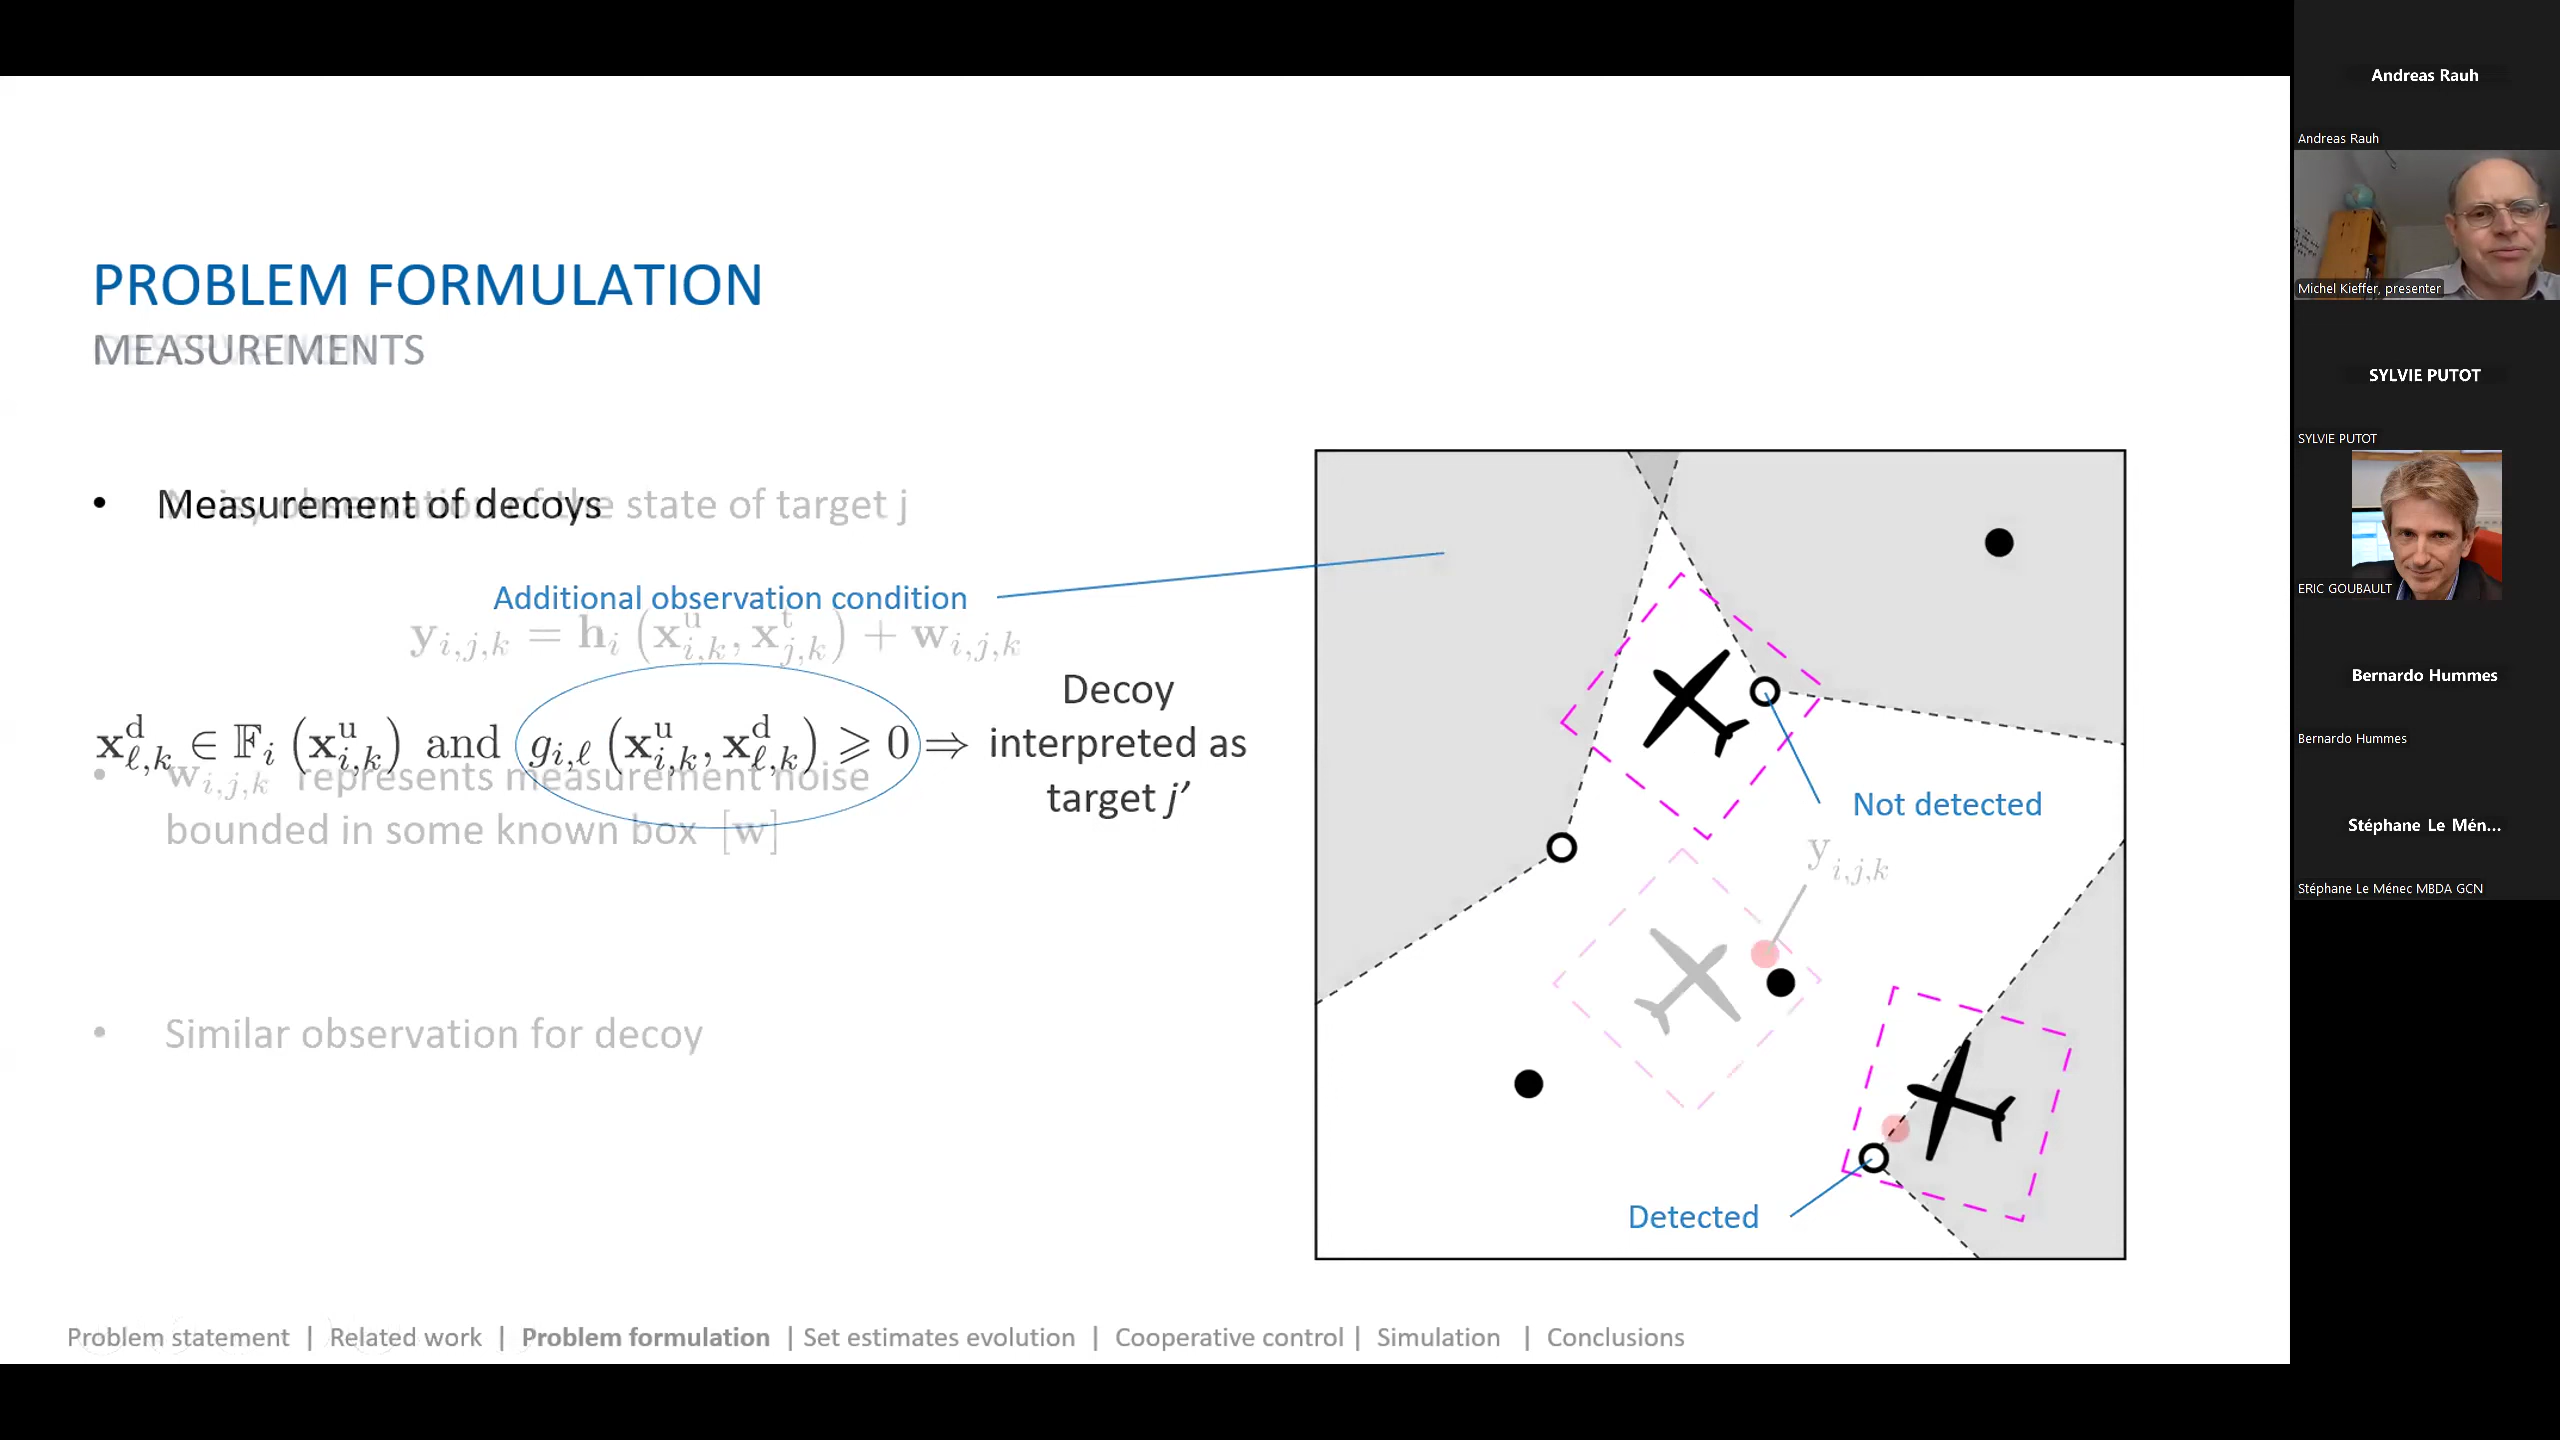 PROBLEM FORMULATION
MEASUREMENTS
• Measurement of decoys
the state of target j
Additional observation condition
y_{i,j,k} = h_i (x^u_{i,k}, x^t_{j,k}) + w_{i,j,k}
x^d_{ℓ,k} ∈ 𝔽_i (x^u_{i,k}) and g_{i,ℓ} (x^u_{i,k}, x^d_{ℓ,k}) ⩾ 0 ⇒
Decoy
interpreted as
target j’
• w_{i,j,k} represents measurement noise
bounded in some known box [w]
• Similar observation for decoy
Not detected
y_{i,j,k}
Detected
Problem statement | Related work | Problem formulation | Set estimates evolution | Cooperative control | Simulation | Conclusions
Andreas Rauh
Andreas Rauh
Michel Kieffer, presenter
SYLVIE PUTOT
SYLVIE PUTOT
ERIC GOUBAULT
Bernardo Hummes
Bernardo Hummes
Stéphane Le Mén...
Stéphane Le Ménec MBDA GCN